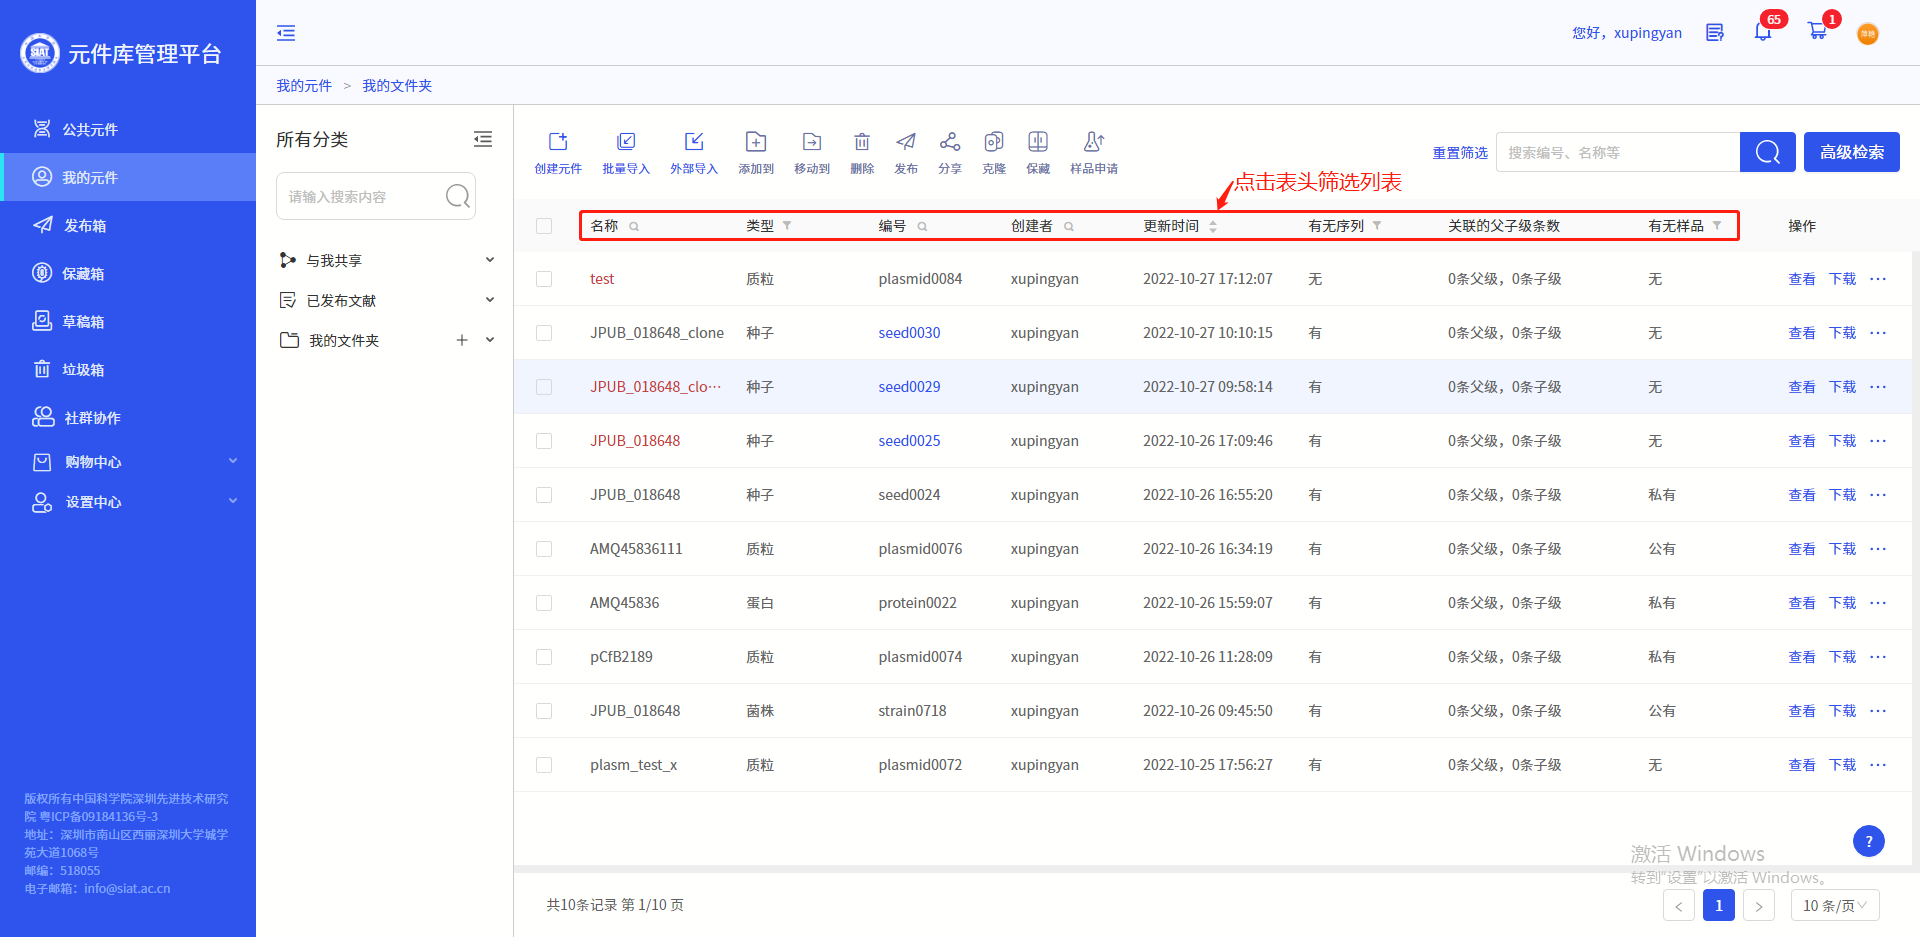 SIAT
元件库管理平台
您好，xupingyan
65
1
我的元件 > 我的文件夹
公共元件
我的元件
发布箱
保藏箱
草稿箱
垃圾箱
社群协作
购物中心
设置中心
版权所有中国科学院深圳先进技术研究
院 粤ICP备09184136号-3
地址：深圳市南山区西丽深圳大学城学
苑大道1068号
邮编：518055
电子邮箱：info@siat.ac.cn
所有分类
请输入搜索内容
与我共享
已发布文献
我的文件夹
创建元件 批量导入 外部导入 添加到 移动到 删除 发布 分享 克隆 保藏 样品申请
重置筛选 搜索编号、名称等 高级检索
点击表头筛选列表
名称 类型 编号 创建者 更新时间 有无序列 关联的父子级条数 有无样品 操作
test 质粒 plasmid0084 xupingyan 2022-10-27 17:12:07 无 0条父级，0条子级 无 查看 下载 ···
JPUB_018648_clone 种子 seed0030 xupingyan 2022-10-27 10:10:15 有 0条父级，0条子级 无 查看 下载 ···
JPUB_018648_clo··· 种子 seed0029 xupingyan 2022-10-27 09:58:14 有 0条父级，0条子级 无 查看 下载 ···
JPUB_018648 种子 seed0025 xupingyan 2022-10-26 17:09:46 有 0条父级，0条子级 无 查看 下载 ···
JPUB_018648 种子 seed0024 xupingyan 2022-10-26 16:55:20 有 0条父级，0条子级 私有 查看 下载 ···
AMQ45836111 质粒 plasmid0076 xupingyan 2022-10-26 16:34:19 有 0条父级，0条子级 公有 查看 下载 ···
AMQ45836 蛋白 protein0022 xupingyan 2022-10-26 15:59:07 有 0条父级，0条子级 私有 查看 下载 ···
pCfB2189 质粒 plasmid0074 xupingyan 2022-10-26 11:28:09 有 0条父级，0条子级 私有 查看 下载 ···
JPUB_018648 菌株 strain0718 xupingyan 2022-10-26 09:45:50 有 0条父级，0条子级 公有 查看 下载 ···
plasm_test_x 质粒 plasmid0072 xupingyan 2022-10-25 17:56:27 有 0条父级，0条子级 无 查看 下载 ···
?
激活 Windows
转到"设置"以激活 Windows。
共10条记录 第 1/10 页
< 1 > 10 条/页